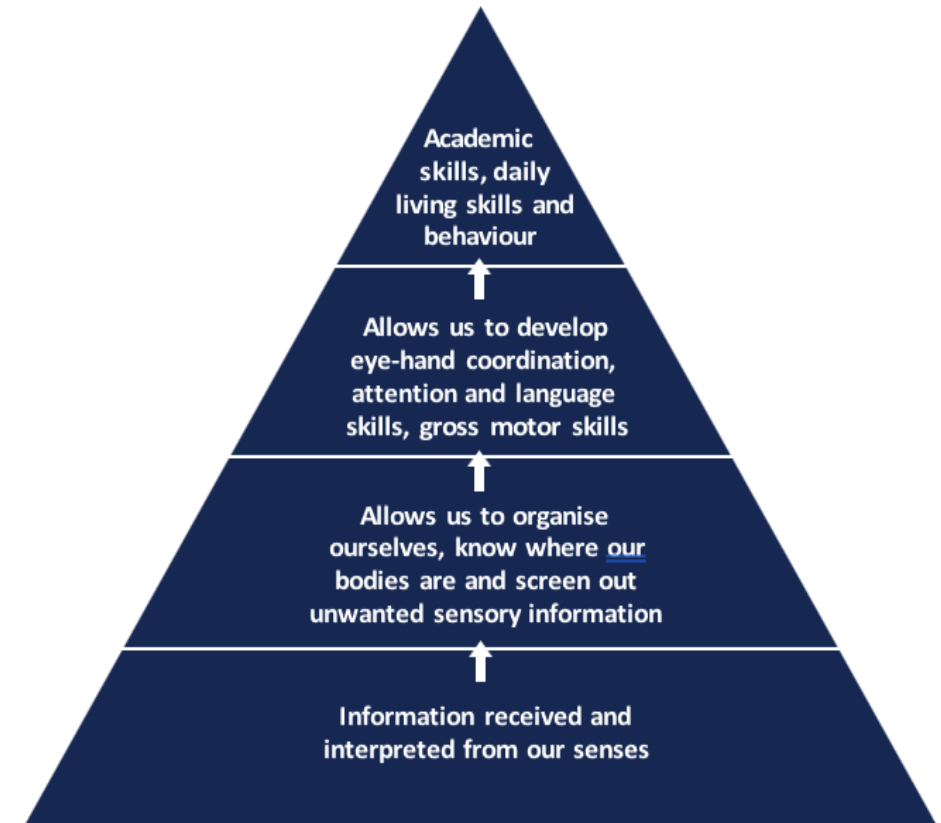 Academic
skills, daily
living skills and
behaviour
Allows us to develop
eye-hand coordination,
attention and language
skills, gross motor skills
Allows us to organise
ourselves, know where our
bodies are and screen out
unwanted sensory information
Information received and
interpreted from our senses